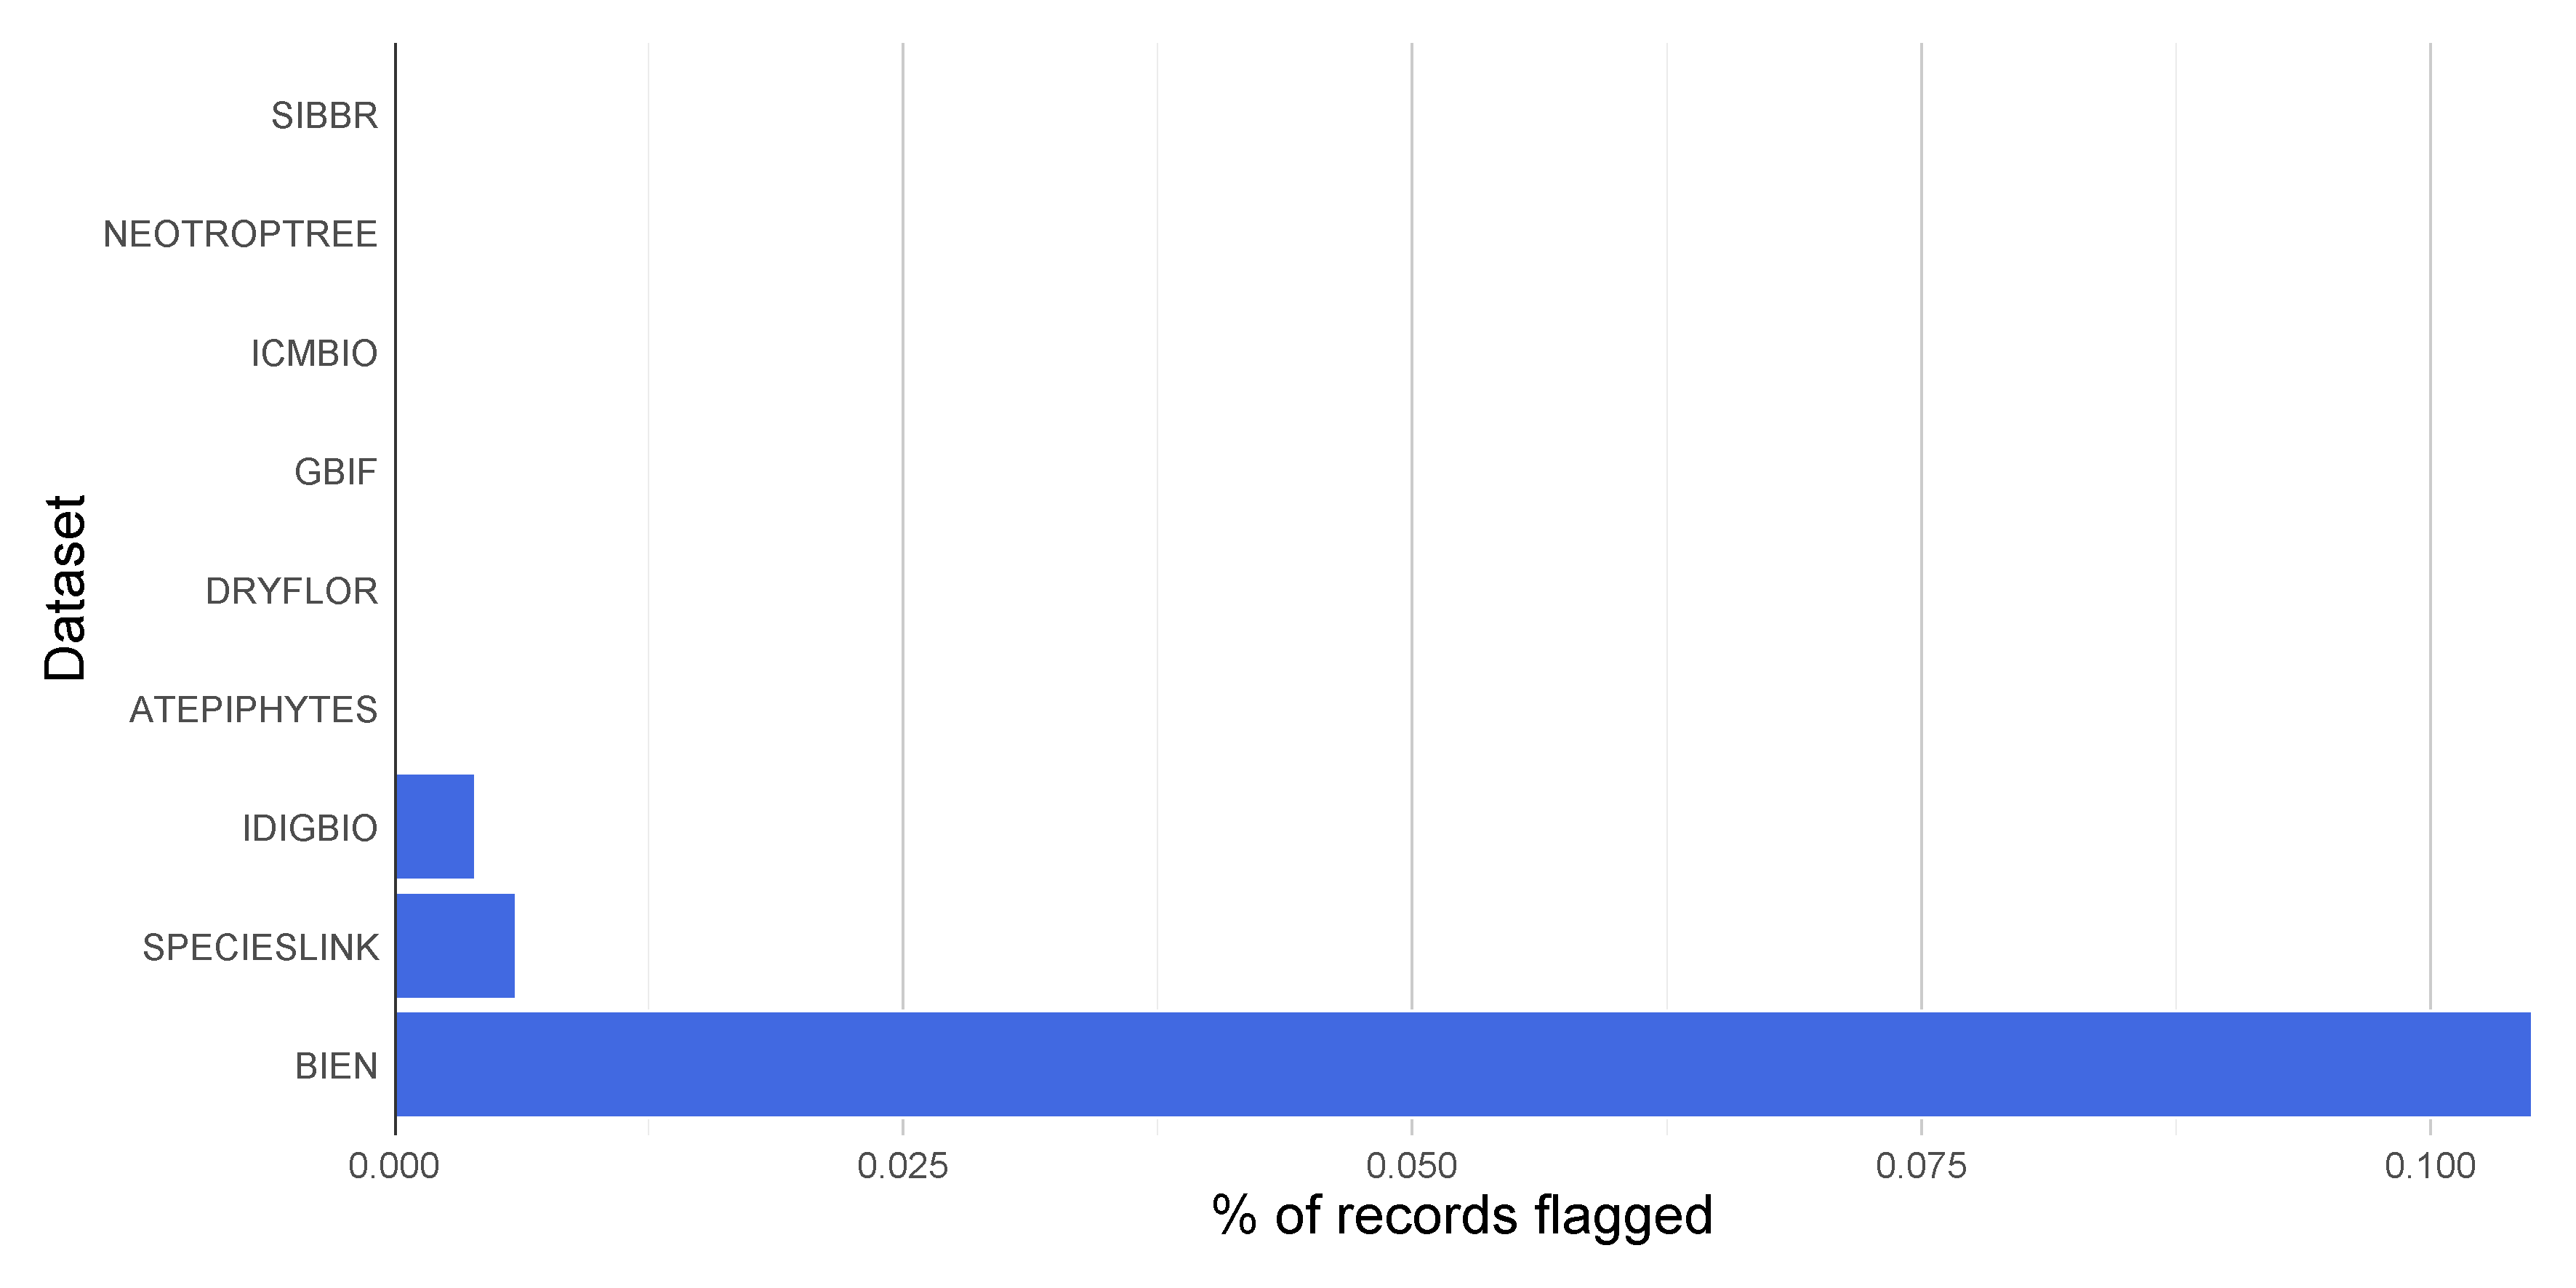 SIBBR
NEOTROPTREE
ICMBIO
GBIF
DRYFLOR
ATEPIPHYTES
IDIGBIO
SPECIESLINK
BIEN
Dataset
0.000 0.025 0.050 0.075 0.100
% of records flagged